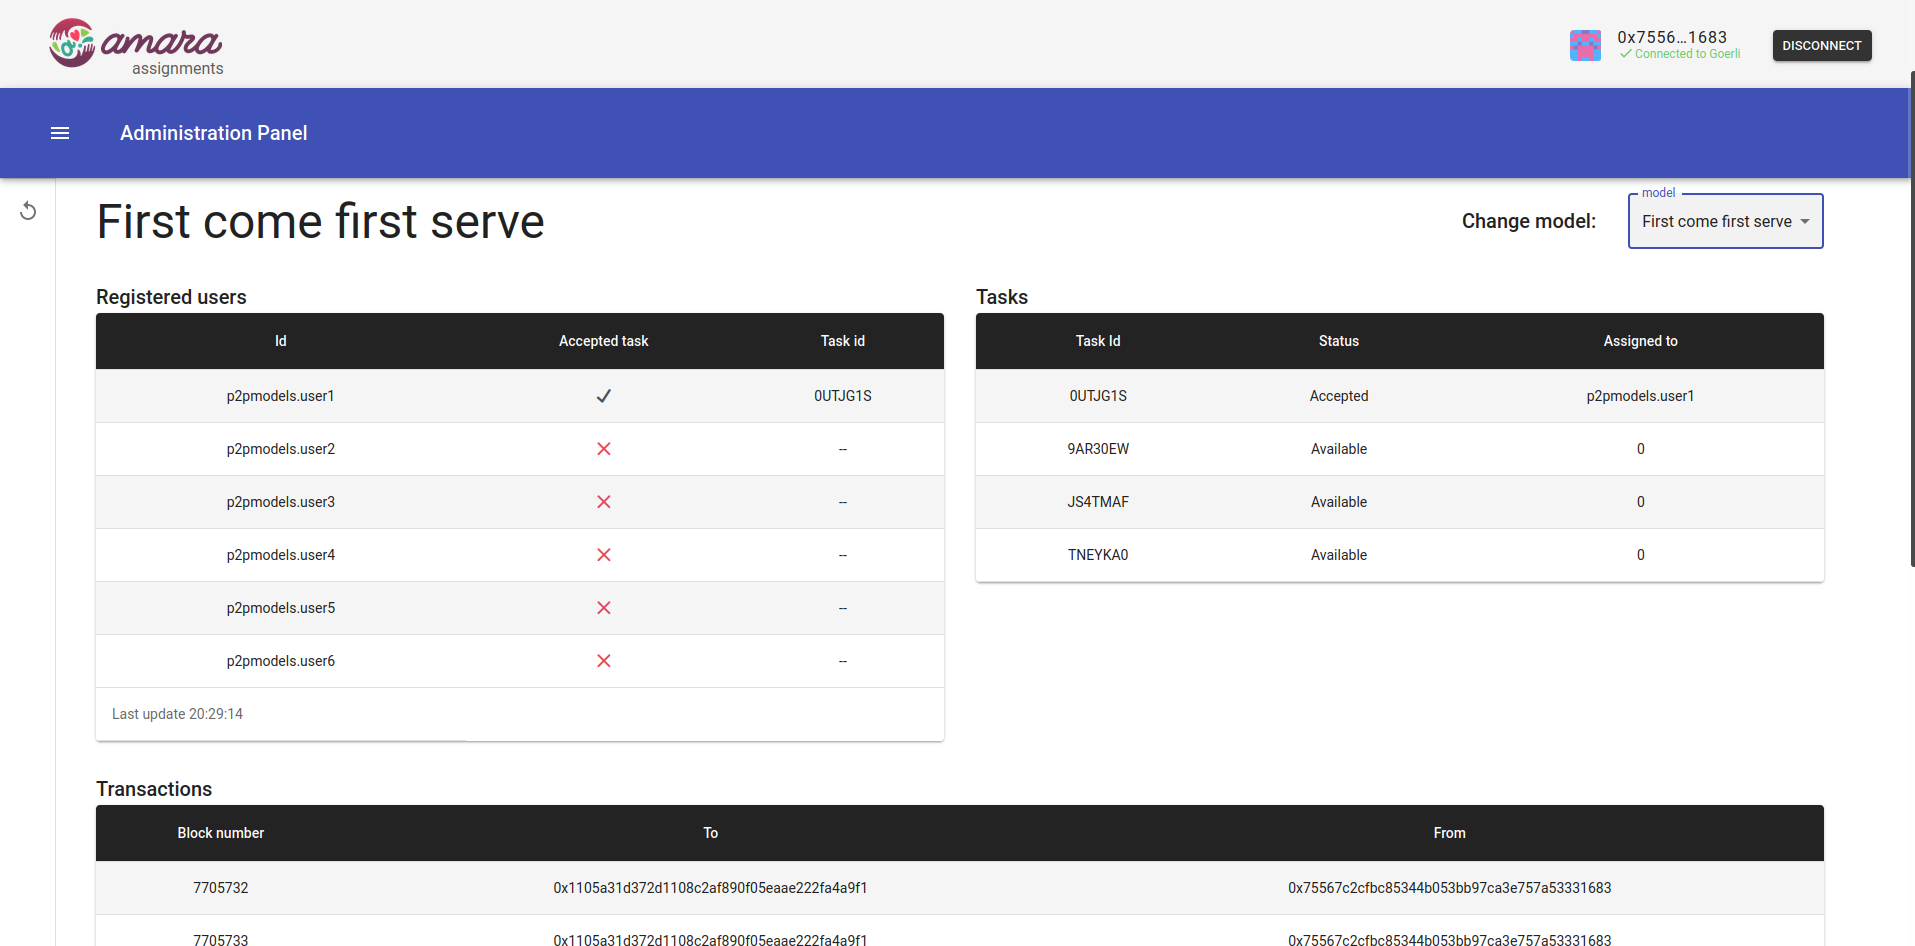 amara
assignments
0x7556...1683
Connected to Goerli
DISCONNECT
Administration Panel
First come first serve
Change model:
model
First come first serve
Registered users
Id Accepted task Task id
p2pmodels.user1 0UTJG1S
p2pmodels.user2 --
p2pmodels.user3 --
p2pmodels.user4 --
p2pmodels.user5 --
p2pmodels.user6 --
Last update 20:29:14
Tasks
Task Id Status Assigned to
0UTJG1S Accepted p2pmodels.user1
9AR30EW Available 0
JS4TMAF Available 0
TNEYKA0 Available 0
Transactions
Block number To From
7705732 0x1105a31d372d1108c2af890f05eaae222fa4a9f1 0x75567c2cfbc85344b053bb97ca3e757a53331683
7705733 0x1105a31d372d1108c2af890f05eaae222fa4a9f1 0x75567c2cfbc85344b053bb97ca3e757a53331683